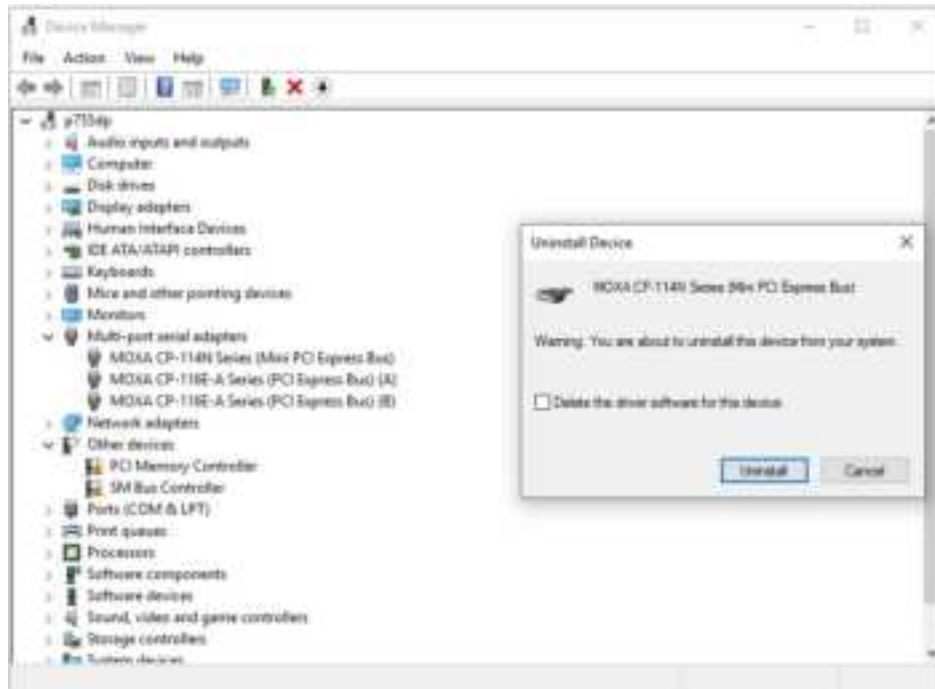 Device Manager
File Action View Help
p755dp
Audio inputs and outputs
Computer
Disk drives
Display adapters
Human Interface Devices
IDE ATA/ATAPI controllers
Keyboards
Mice and other pointing devices
Monitors
Multi-port serial adapters
MOXA CP-114N Series (Mini PCI Express Bus)
MOXA CP-118E-A Series (PCI Express Bus) (A)
MOXA CP-118E-A Series (PCI Express Bus) (B)
Network adapters
Other devices
PCI Memory Controller
SM Bus Controller
Ports (COM & LPT)
Print queues
Processors
Software components
Software devices
Sound, video and game controllers
Storage controllers
System devices
Uninstall Device
MOXA CP-114N Series (Mini PCI Express Bus)
Warning: You are about to uninstall this device from your system.
Delete the driver software for this device.
Uninstall Cancel